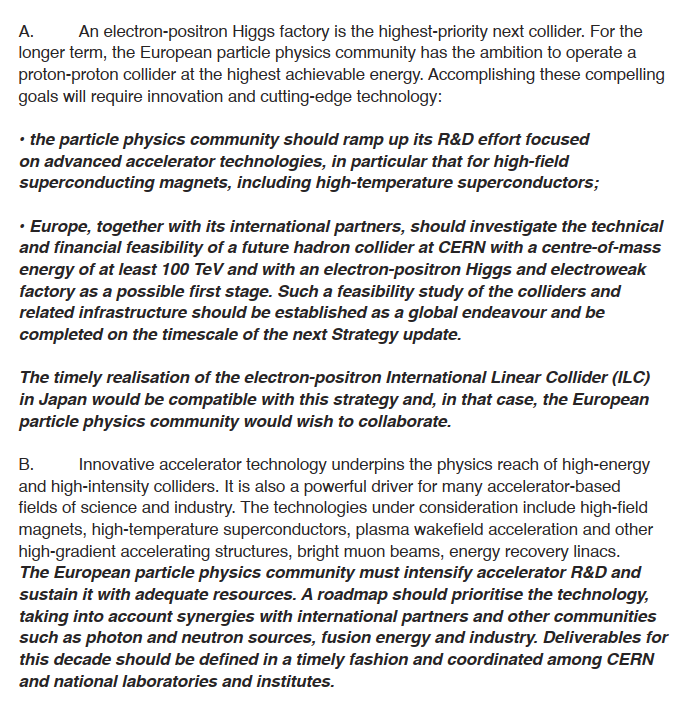 A. An electron-positron Higgs factory is the highest-priority next collider. For the
longer term, the European particle physics community has the ambition to operate a
proton-proton collider at the highest achievable energy. Accomplishing these compelling
goals will require innovation and cutting-edge technology:
• the particle physics community should ramp up its R&D effort focused
on advanced accelerator technologies, in particular that for high-field
superconducting magnets, including high-temperature superconductors;
• Europe, together with its international partners, should investigate the technical
and financial feasibility of a future hadron collider at CERN with a centre-of-mass
energy of at least 100 TeV and with an electron-positron Higgs and electroweak
factory as a possible first stage. Such a feasibility study of the colliders and
related infrastructure should be established as a global endeavour and be
completed on the timescale of the next Strategy update.
The timely realisation of the electron-positron International Linear Collider (ILC)
in Japan would be compatible with this strategy and, in that case, the European
particle physics community would wish to collaborate.
B. Innovative accelerator technology underpins the physics reach of high-energy
and high-intensity colliders. It is also a powerful driver for many accelerator-based
fields of science and industry. The technologies under consideration include high-field
magnets, high-temperature superconductors, plasma wakefield acceleration and other
high-gradient accelerating structures, bright muon beams, energy recovery linacs.
The European particle physics community must intensify accelerator R&D and
sustain it with adequate resources. A roadmap should prioritise the technology,
taking into account synergies with international partners and other communities
such as photon and neutron sources, fusion energy and industry. Deliverables for
this decade should be defined in a timely fashion and coordinated among CERN
and national laboratories and institutes.